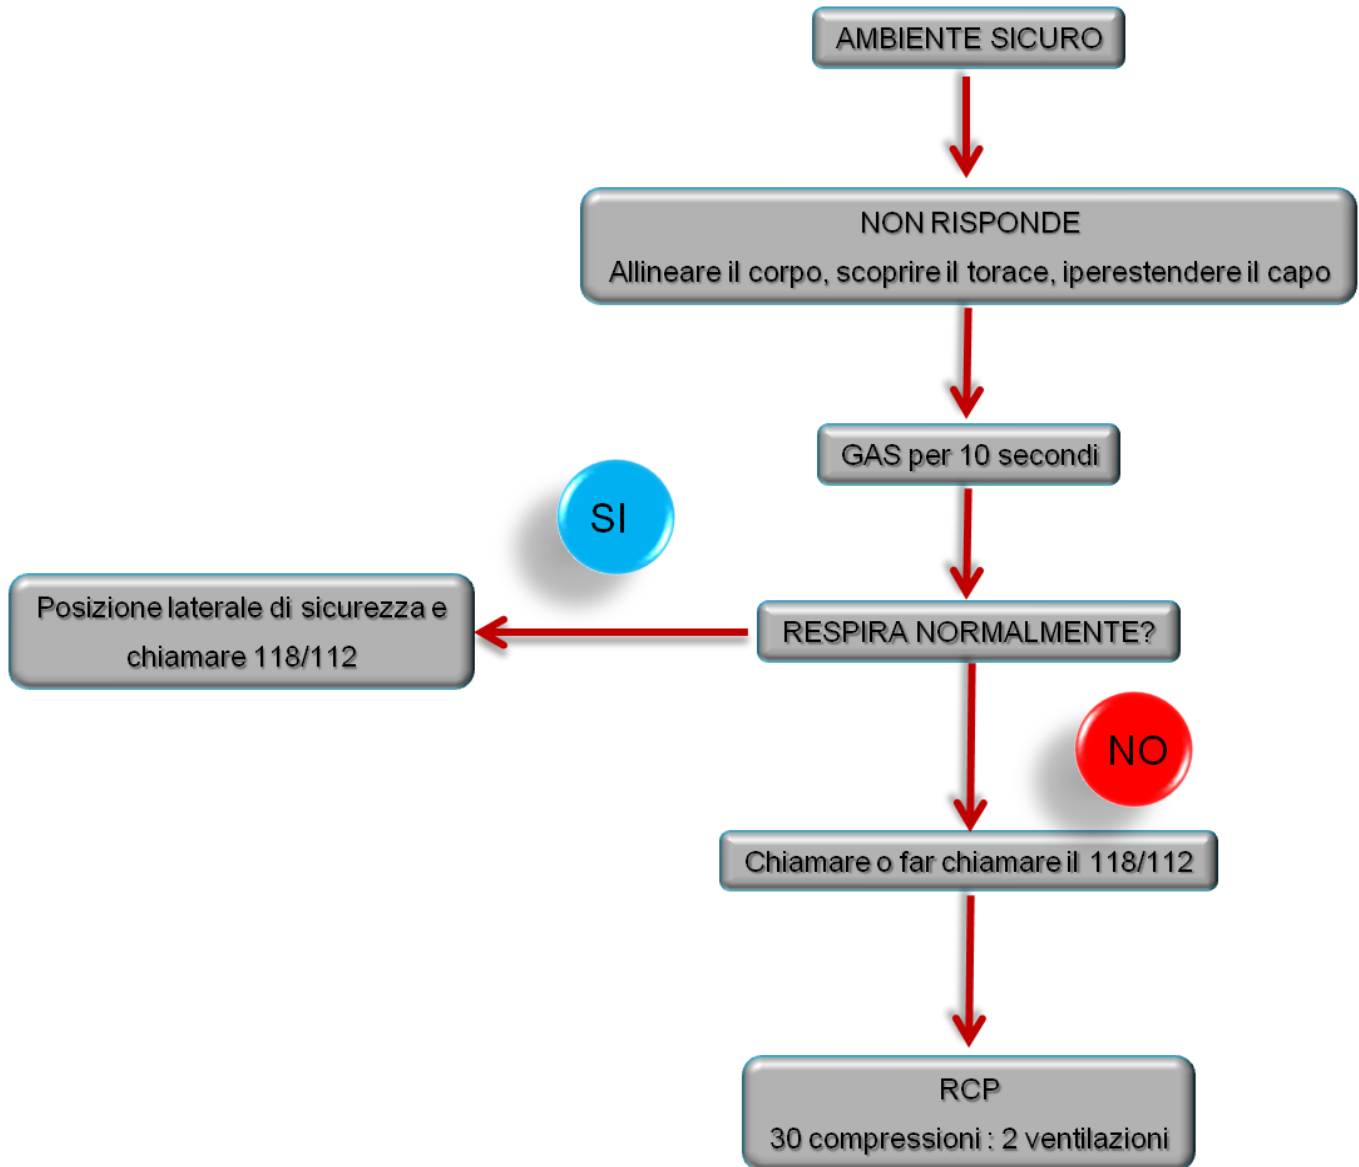 AMBIENTE SICURO
NON RISPONDE
Allineare il corpo, scoprire il torace, iperestendere il capo
GAS per 10 secondi
SI
Posizione laterale di sicurezza e
chiamare 118/112
RESPIRA NORMALMENTE?
NO
Chiamare o far chiamare il 118/112
RCP
30 compressioni : 2 ventilazioni